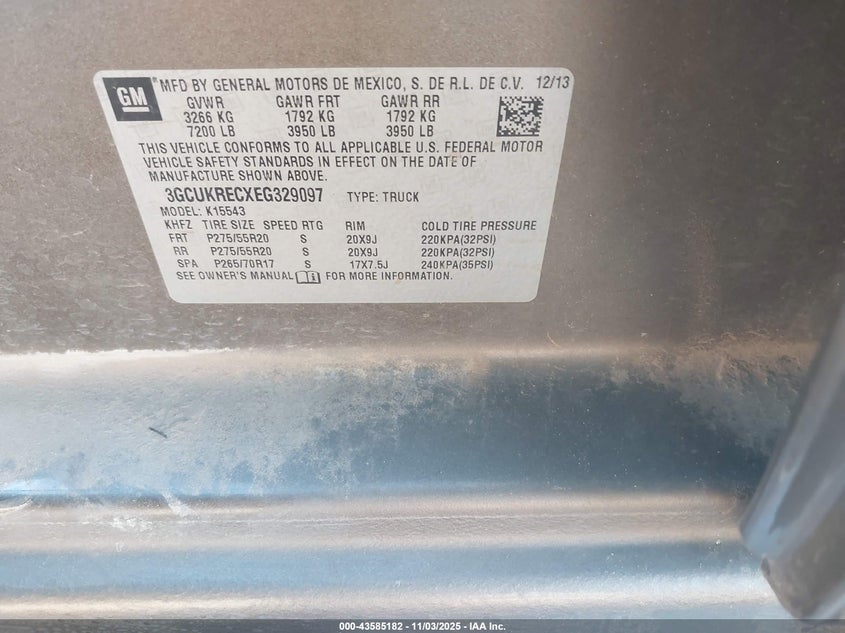 GM
MFD BY GENERAL MOTORS DE MEXICO, S. DE R.L. DE C.V. 12/13
GVWR GAWR FRT GAWR RR
3266 KG 1792 KG 1792 KG
7200 LB 3950 LB 3950 LB
THIS VEHICLE CONFORMS TO ALL APPLICABLE U.S. FEDERAL MOTOR
VEHICLE SAFETY STANDARDS IN EFFECT ON THE DATE OF
MANUFACTURE SHOWN ABOVE.
3GCUKRECXEG329097 TYPE: TRUCK
MODEL: K15543
KHFZ TIRE SIZE SPEED RTG RIM COLD TIRE PRESSURE
FRT P275/55R20 S 20X9J 220KPA(32PSI)
RR P275/55R20 S 20X9J 220KPA(32PSI)
SPA P265/70R17 S 17X7.5J 240KPA(35PSI)
SEE OWNER'S MANUAL FOR MORE INFORMATION.
000-43585182 - 11/03/2025 - IAA Inc.